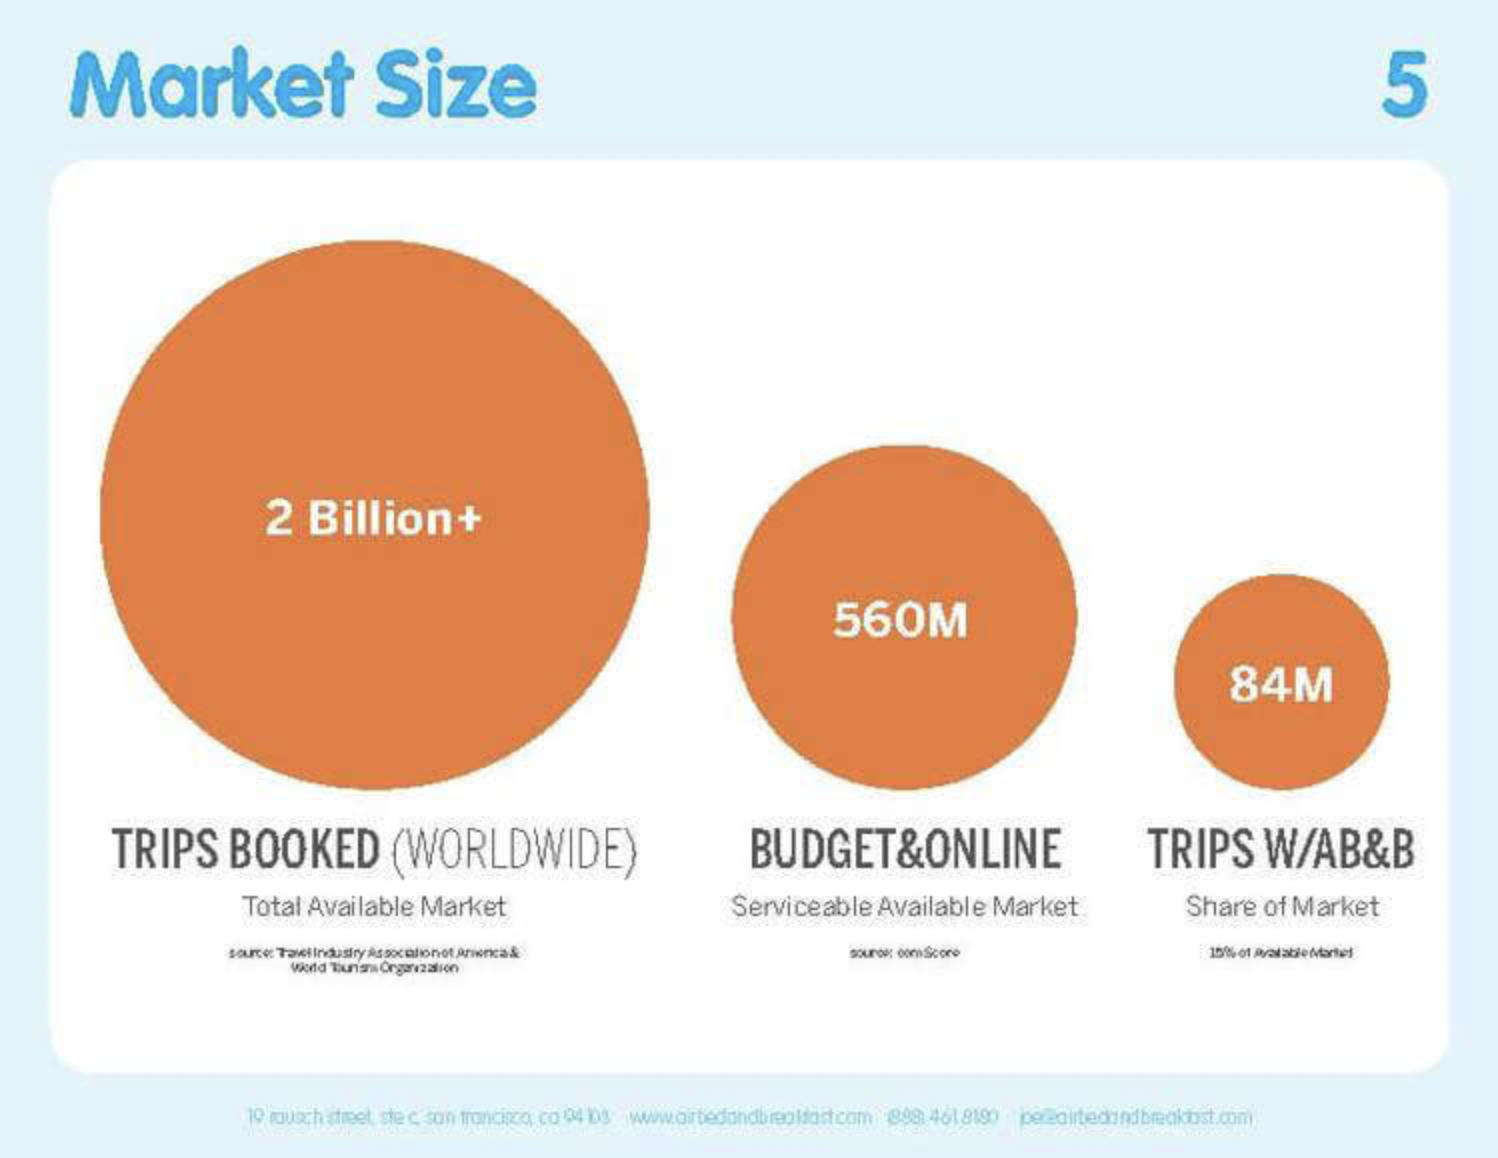 Market Size
5
2 Billion+
560M
84M
TRIPS BOOKED (WORLDWIDE)
Total Available Market
source: Travel Industry Association of America &
World Tourism Organization
BUDGET&ONLINE
Serviceable Available Market
source: comScore
TRIPS W/AB&B
Share of Market
15% of Available Market
19 rausch street, ste c, san francisco, ca 94103 www.airbedandbreakfast.com (888) 461.8180 joe@airbedandbreakfast.com